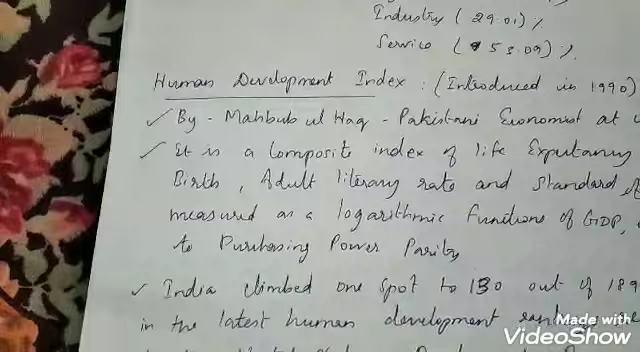 Industry ( 29.01) %
Service ( 53.09) %.
Human Development Index : (Introduced in 1990)
✓ By - Mahbub ul Haq - Pakistani Economist at
✓ It is a Composite index of life Expectancy
Birth, Adult literacy rate and Standard of
measured as a logarithmic functions of GDP,
to Purchasing Power Parity
✓ India climbed one spot to 130 out of 189
in the latest human development
Made with
VideoShow